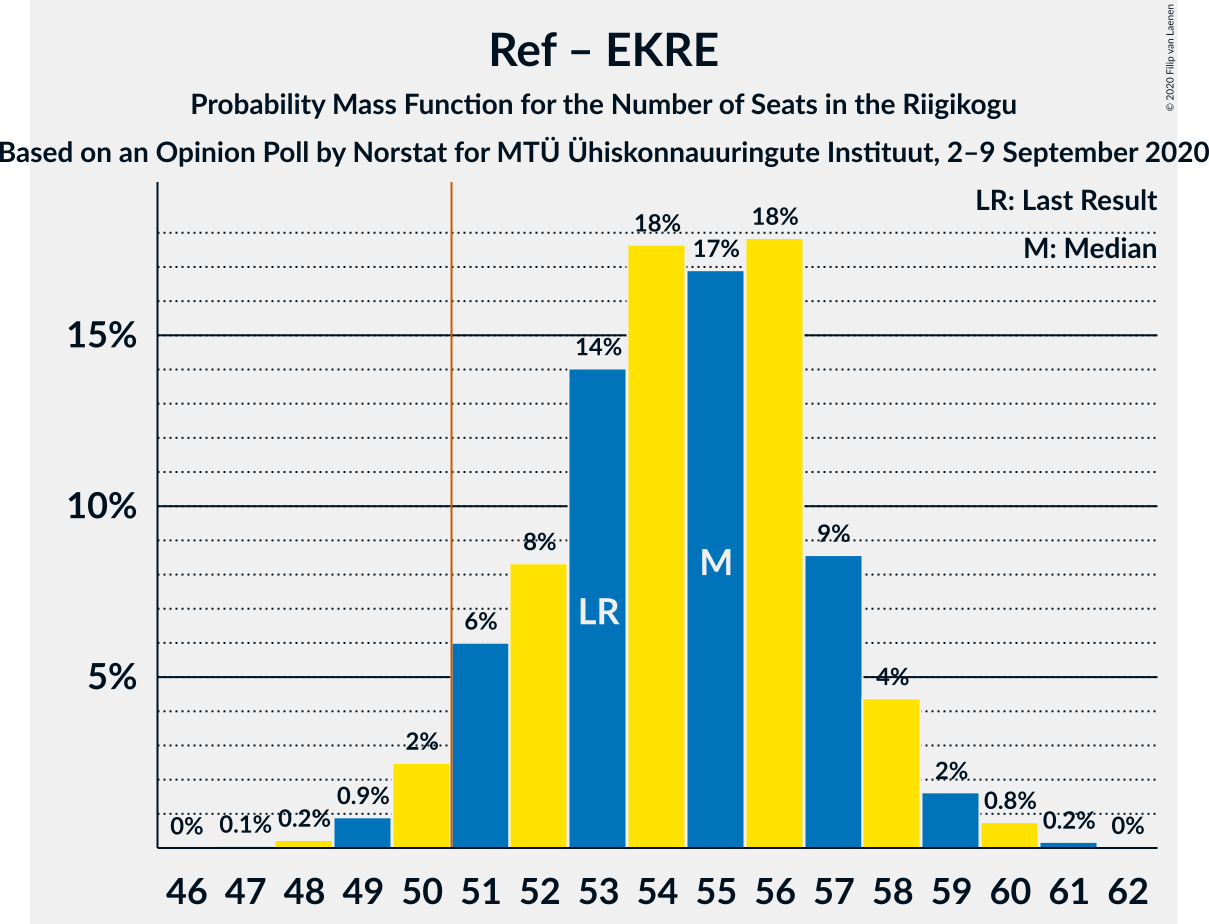 Ref – EKRE
Probability Mass Function for the Number of Seats in the Riigikogu
Based on an Opinion Poll by Norstat for MTÜ Ühiskonnauuringute Instituut, 2–9 September 2020
© 2020 Filip van Laenen
LR: Last Result
M: Median
15%
10%
5%
0% 0.1% 0.2% 0.9% 2% 6% 8% 14% 18% 17% 18% 9% 4% 2% 0.8% 0.2% 0%
LR M
46 47 48 49 50 51 52 53 54 55 56 57 58 59 60 61 62